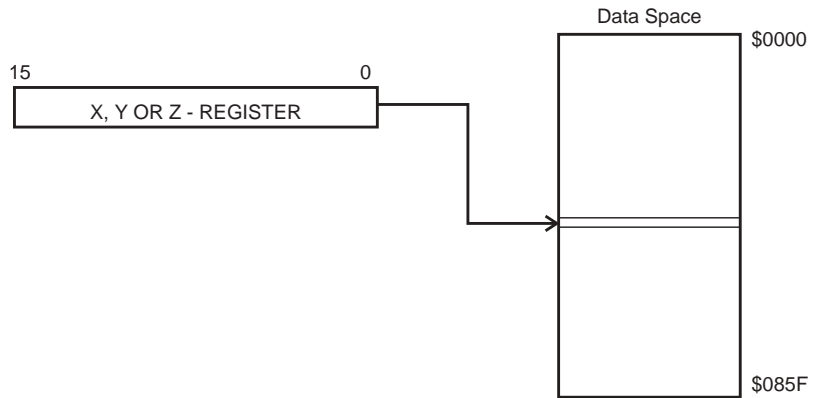 Data Space
$0000
15 0
X, Y OR Z - REGISTER
$085F